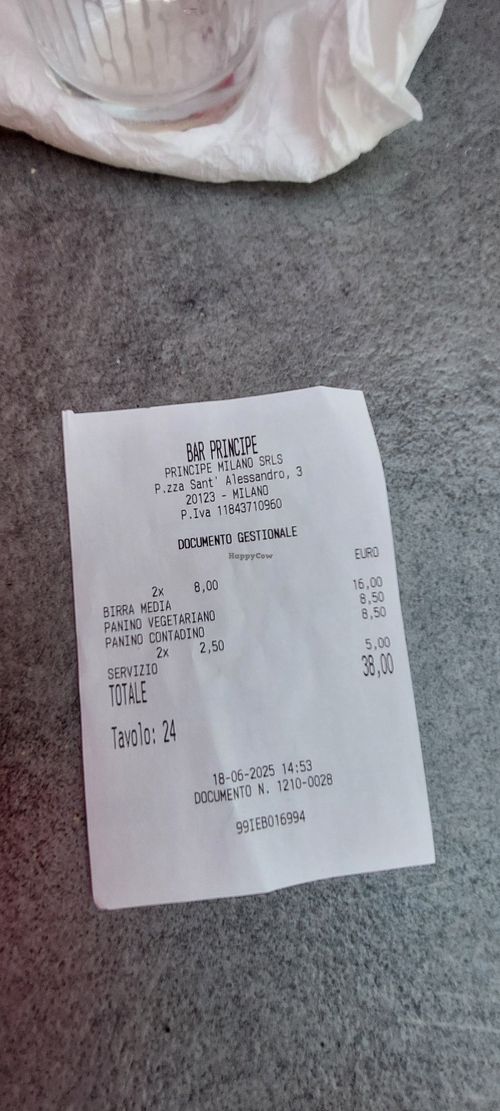 BAR PRINCIPE
PRINCIPE MILANO SRLS
P.zza Sant' Alessandro, 3
20123 - MILANO
P.Iva 11843710960
DOCUMENTO GESTIONALE
HappyCow
EURO
2x 8,00
BIRRA MEDIA 16,00
PANINO VEGETARIANO 8,50
PANINO CONTADINO 8,50
2x 2,50
SERVIZIO 5,00
TOTALE 38,00
Tavolo: 24
18-06-2025 14:53
DOCUMENTO N. 1210-0028
99IEB016994